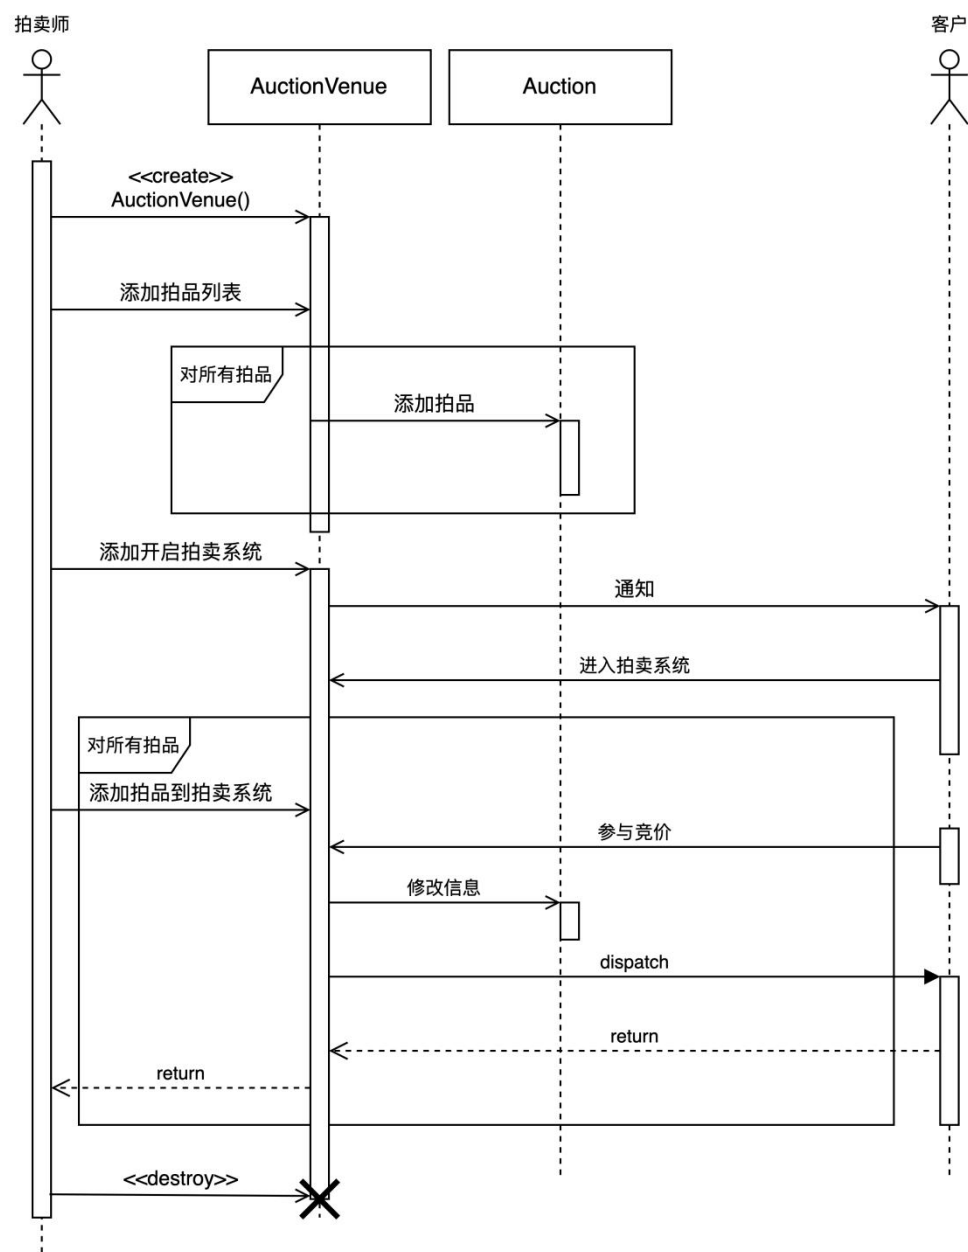 拍卖师
客户
AuctionVenue
Auction
<<create>>
AuctionVenue()
添加拍品列表
对所有拍品
添加拍品
添加开启拍卖系统
通知
进入拍卖系统
对所有拍品
添加拍品到拍卖系统
参与竞价
修改信息
dispatch
return
return
<<destroy>>